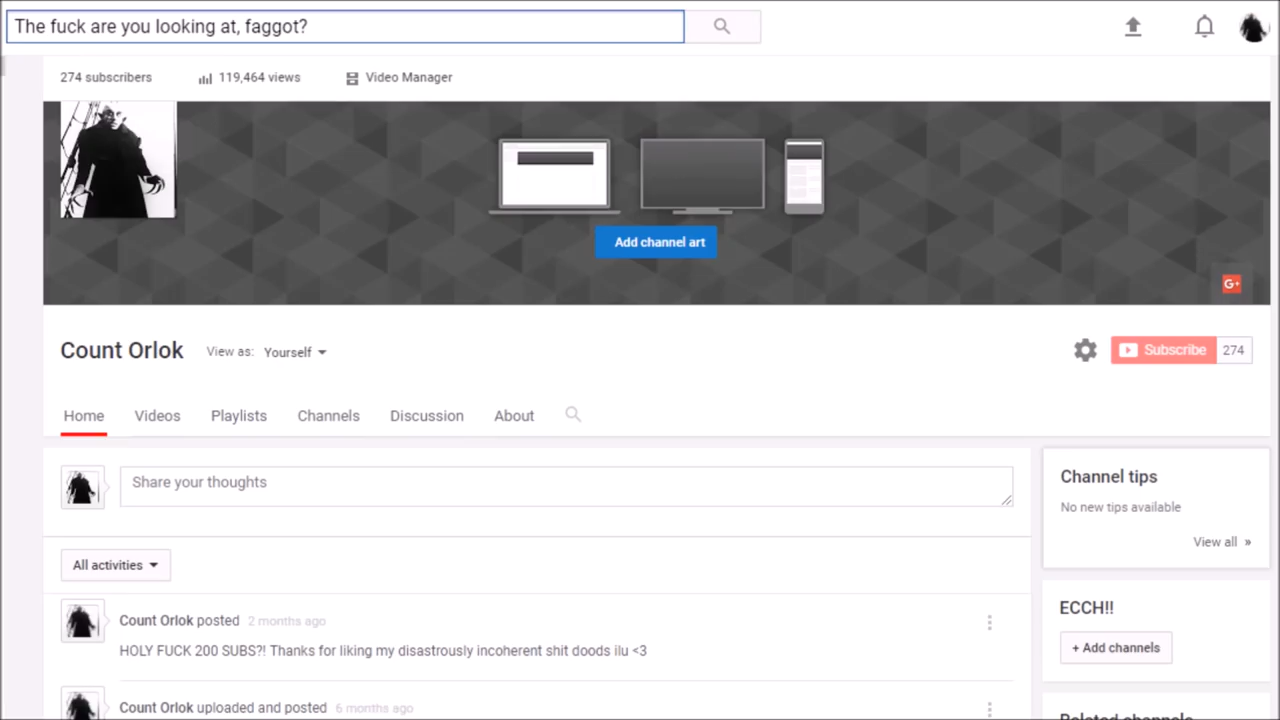 The fuck are you looking at, faggot?
274 subscribers 119,464 views Video Manager
Add channel art
G+
Count Orlok View as: Yourself
Subscribe 274
Home Videos Playlists Channels Discussion About
Share your thoughts
Channel tips
No new tips available
View all »
All activities
ECCH!!
+ Add channels
Count Orlok posted 2 months ago
HOLY FUCK 200 SUBS?! Thanks for liking my disastrously incoherent shit doods ilu <3
Count Orlok uploaded and posted 6 months ago
Related channels